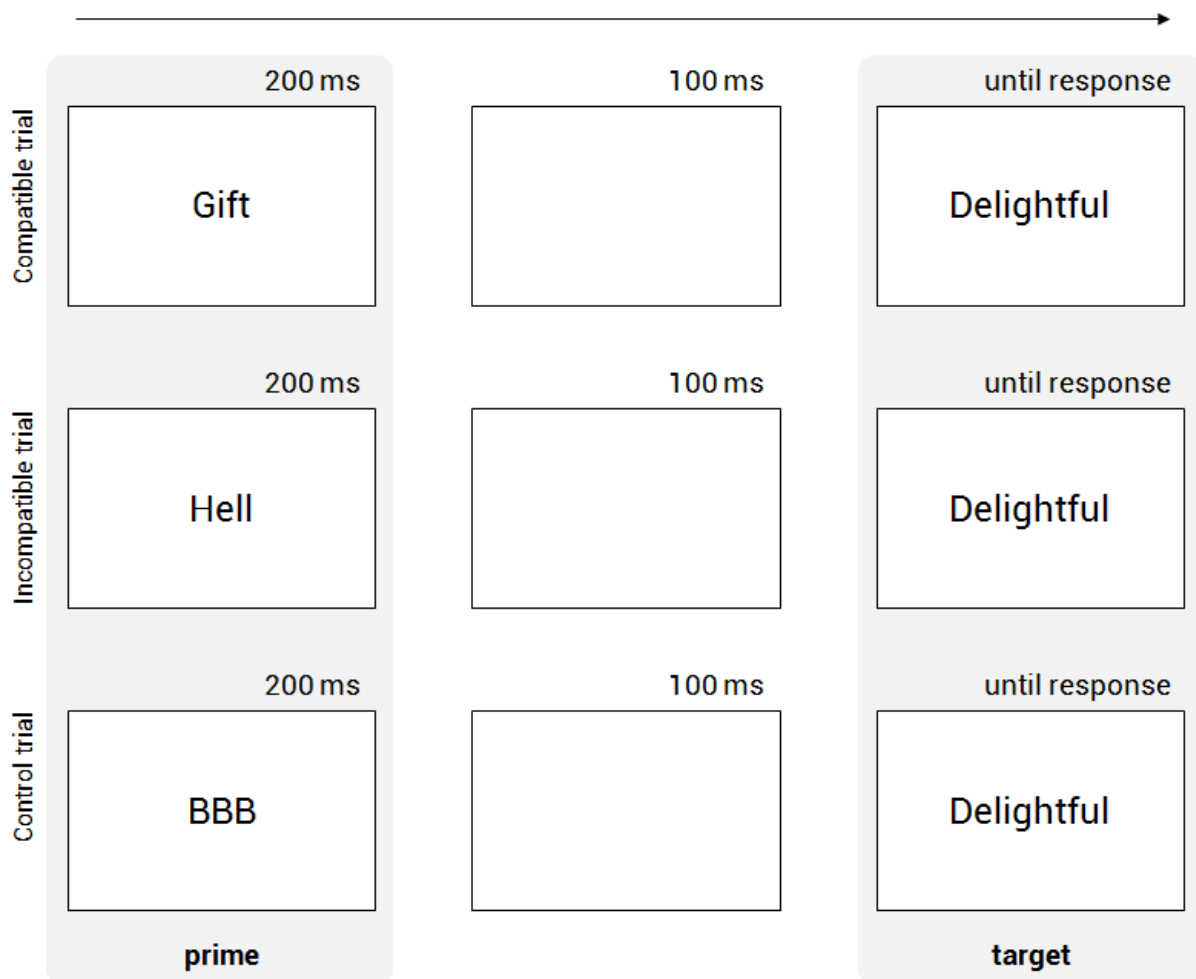 200 ms 100 ms until response
Compatible trial
Gift Delightful
200 ms 100 ms until response
Incompatible trial
Hell Delightful
200 ms 100 ms until response
Control trial
BBB Delightful
prime target